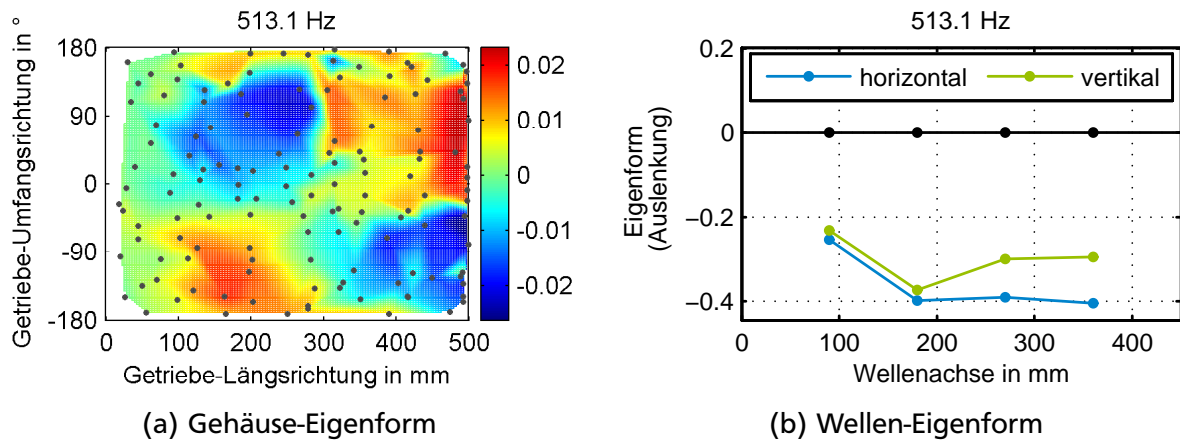 513.1 Hz
Getriebe-Umfangsrichtung in °
180
90
0
-90
-180
0 100 200 300 400 500
Getriebe-Längsrichtung in mm
0.02
0.01
0
-0.01
-0.02
(a) Gehäuse-Eigenform
513.1 Hz
horizontal vertikal
Eigenform
(Auslenkung)
0.2
0
−0.2
−0.4
0 100 200 300 400
Wellenachse in mm
(b) Wellen-Eigenform